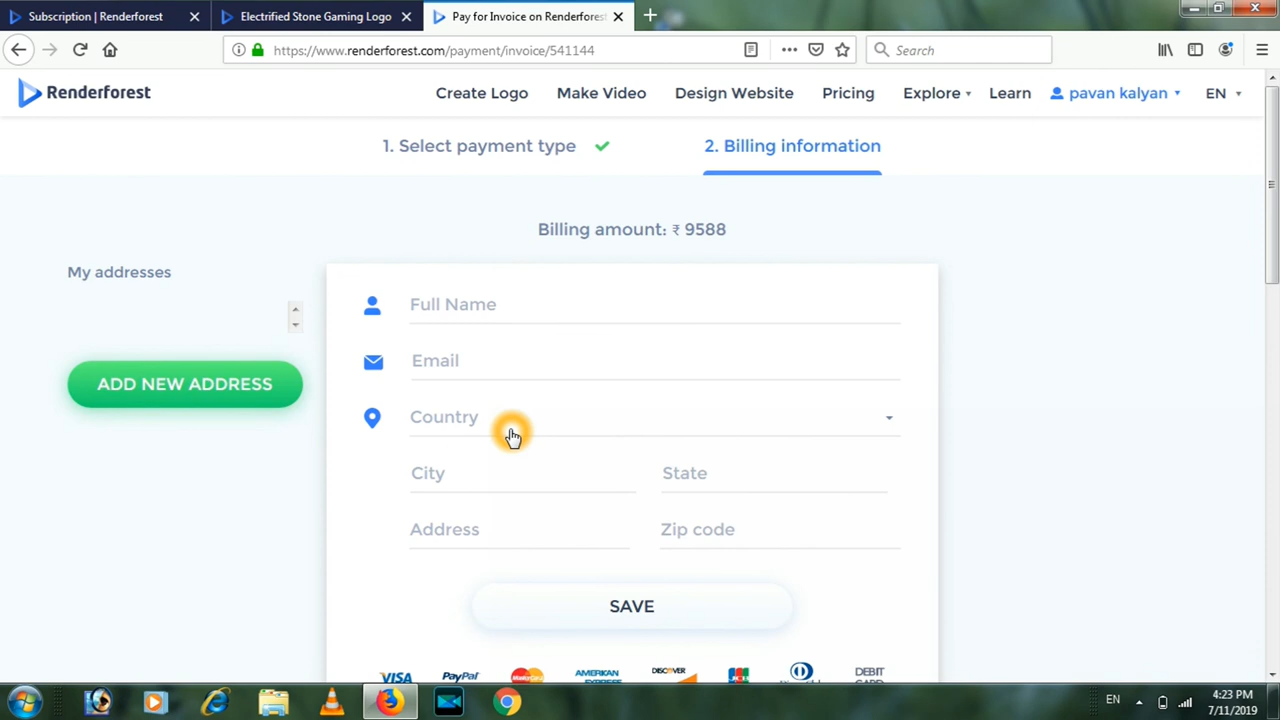 Subscription | Renderforest
Electrified Stone Gaming Logo
Pay for Invoice on Renderforest
https://www.renderforest.com/payment/invoice/541144
Search
Renderforest
Create Logo
Make Video
Design Website
Pricing
Explore
Learn
pavan kalyan
EN
1. Select payment type
2. Billing information
Billing amount: ₹ 9588
My addresses
ADD NEW ADDRESS
Full Name
Email
Country
City
State
Address
Zip code
SAVE
VISA
PayPal
MasterCard
AMERICAN EXPRESS
DISCOVER
JCB
DEBIT
CARD
EN
4:23 PM
7/11/2019